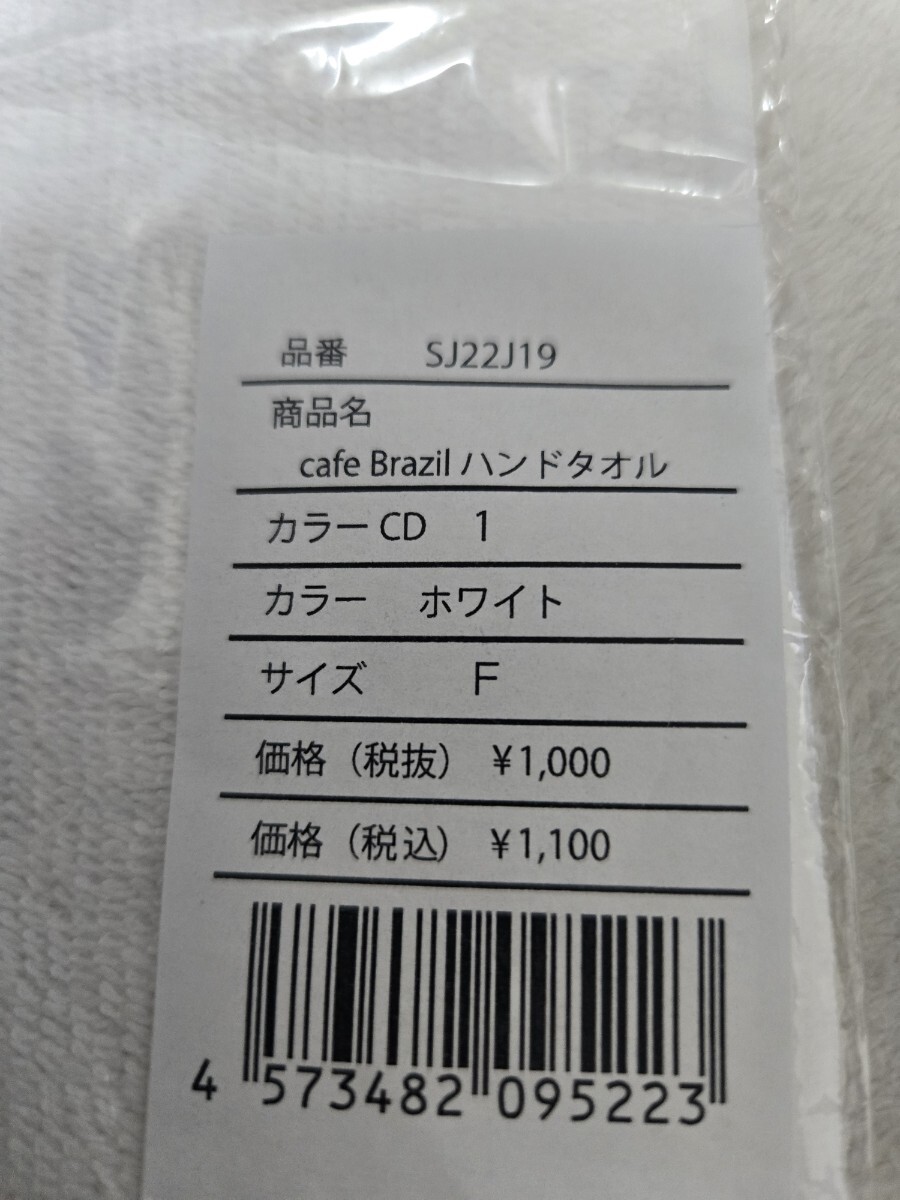 品番 SJ22J19
商品名
cafe Brazil ハンドタオル
カラー CD 1
カラー ホワイト
サイズ F
価格（税抜） ¥1,000
価格（税込） ¥1,100
4 573482 095223